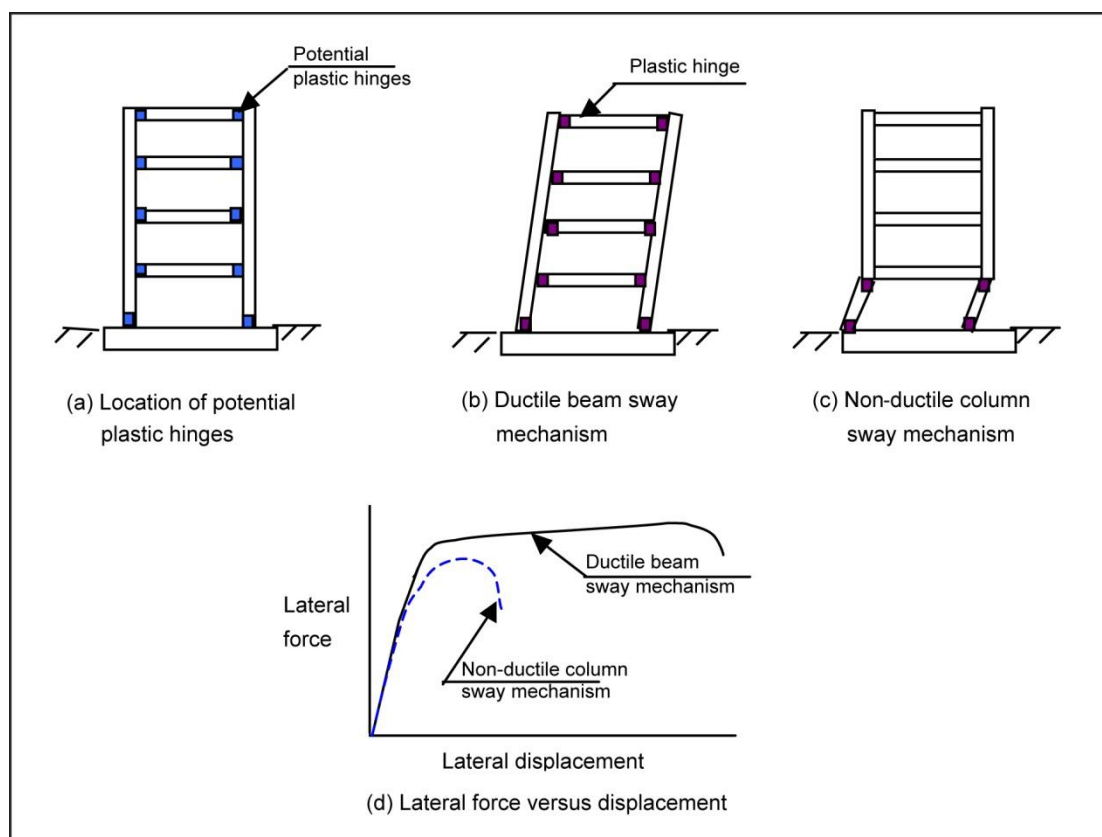 Potential
plastic hinges
Plastic hinge
(a) Location of potential
plastic hinges
(b) Ductile beam sway
mechanism
(c) Non-ductile column
sway mechanism
Lateral
force
Ductile beam
sway mechanism
Non-ductile column
sway mechanism
Lateral displacement
(d) Lateral force versus displacement